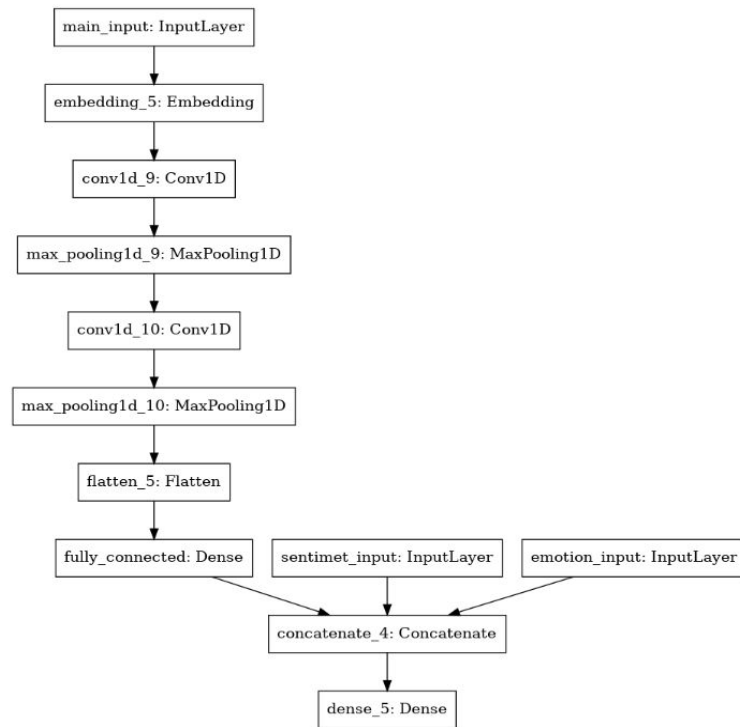 main_input: InputLayer
embedding_5: Embedding
conv1d_9: Conv1D
max_pooling1d_9: MaxPooling1D
conv1d_10: Conv1D
max_pooling1d_10: MaxPooling1D
flatten_5: Flatten
fully_connected: Dense
sentimet_input: InputLayer
emotion_input: InputLayer
concatenate_4: Concatenate
dense_5: Dense